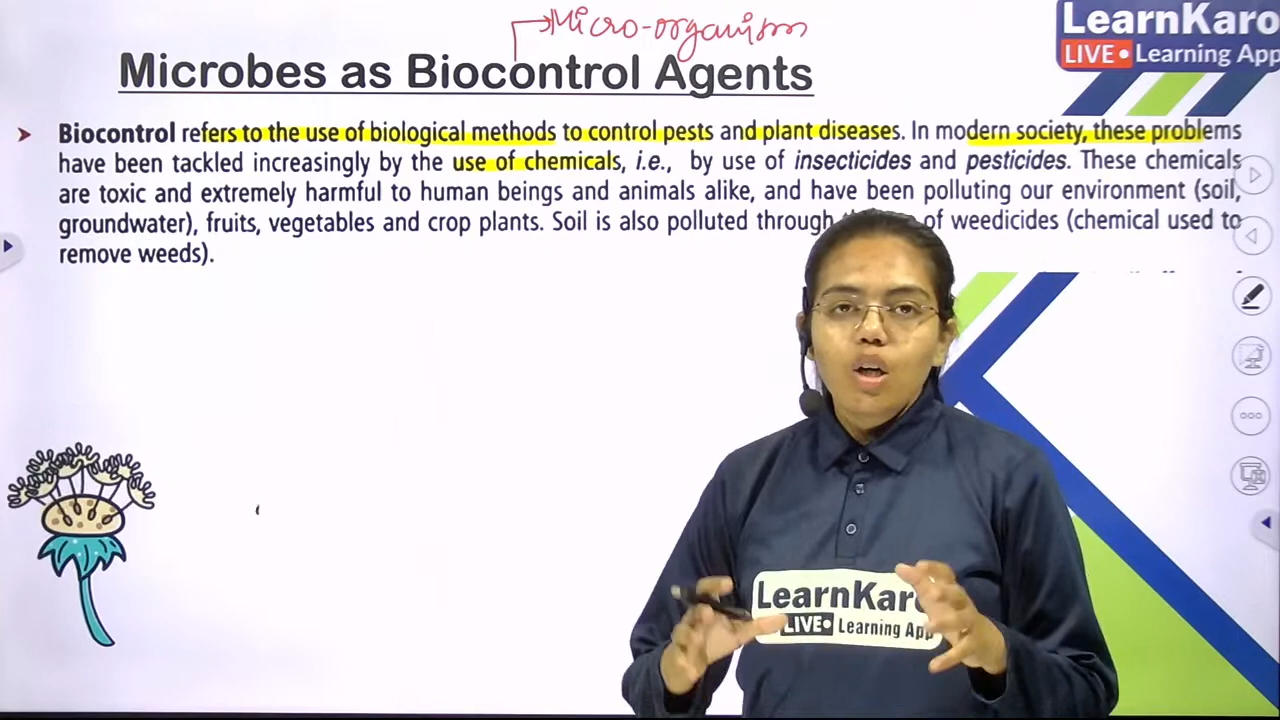 Micro-organism
LearnKaro
LIVE• Learning App
Microbes as Biocontrol Agents
Biocontrol refers to the use of biological methods to control pests and plant diseases. In modern society, these problems
have been tackled increasingly by the use of chemicals, i.e., by use of insecticides and pesticides. These chemicals
are toxic and extremely harmful to human beings and animals alike, and have been polluting our environment (soil,
groundwater), fruits, vegetables and crop plants. Soil is also polluted through of weedicides (chemical used to
remove weeds).
LearnKaro
LIVE• Learning App